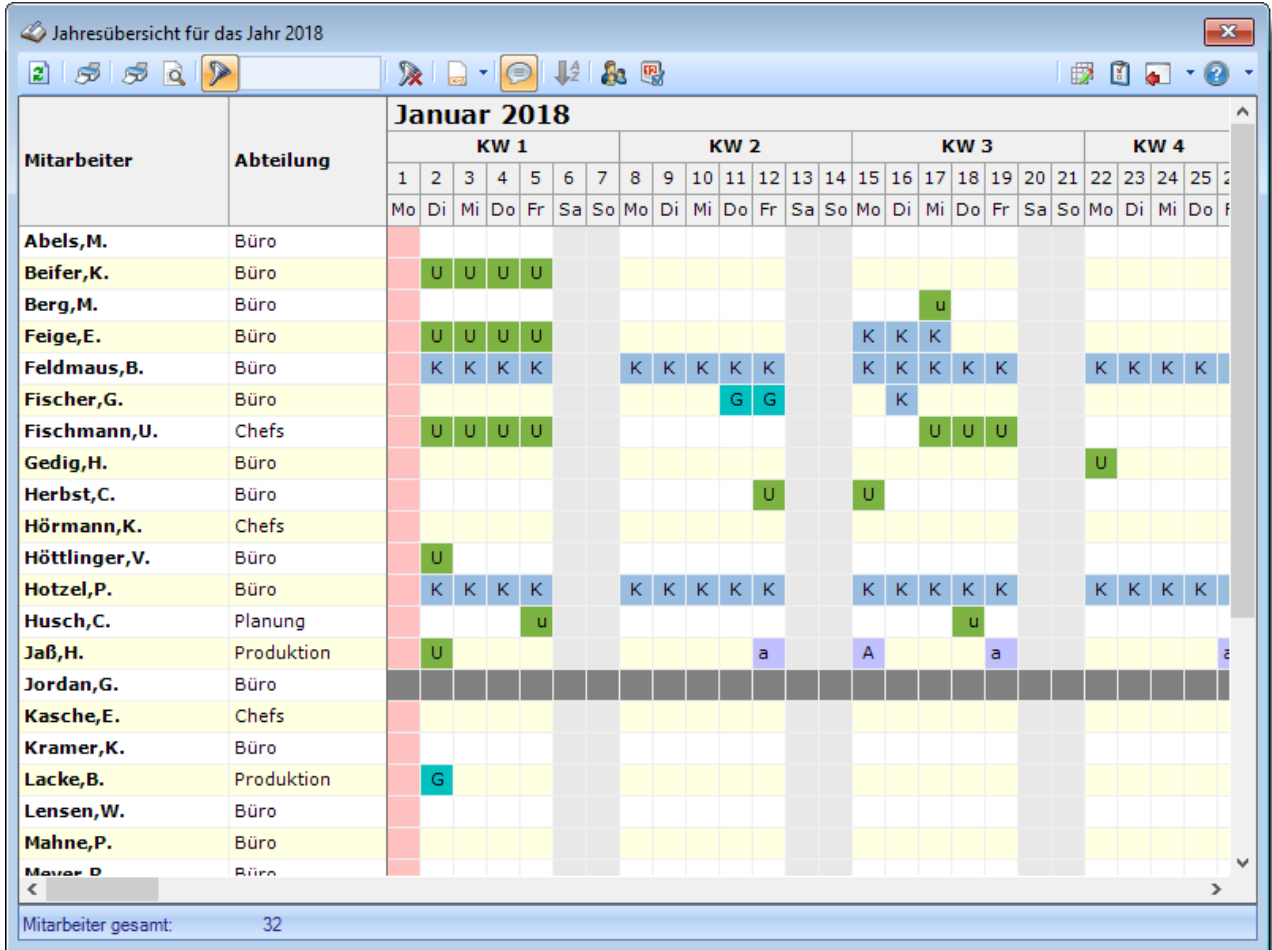 Jahresübersicht für das Jahr 2018
Januar 2018
Mitarbeiter Abteilung KW 1 KW 2 KW 3 KW 4
1 2 3 4 5 6 7 8 9 10 11 12 13 14 15 16 17 18 19 20 21 22 23 24 25
Mo Di Mi Do Fr Sa So Mo Di Mi Do Fr Sa So Mo Di Mi Do Fr Sa So Mo Di Mi Do
Abels,M. Büro
Beifer,K. Büro U U U U
Berg,M. Büro u
Feige,E. Büro U U U U K K K
Feldmaus,B. Büro K K K K K K K K K K K K K K K K K K
Fischer,G. Büro G G K
Fischmann,U. Chefs U U U U U U U
Gedig,H. Büro U
Herbst,C. Büro U U
Hörmann,K. Chefs
Höttlinger,V. Büro U
Hotzel,P. Büro K K K K K K K K K K K K K K K K K K
Husch,C. Planung u u
Jaß,H. Produktion U a A a a
Jordan,G. Büro
Kasche,E. Chefs
Kramer,K. Büro
Lacke,B. Produktion G
Lensen,W. Büro
Mahne,P. Büro
Büro
Mitarbeiter gesamt: 32